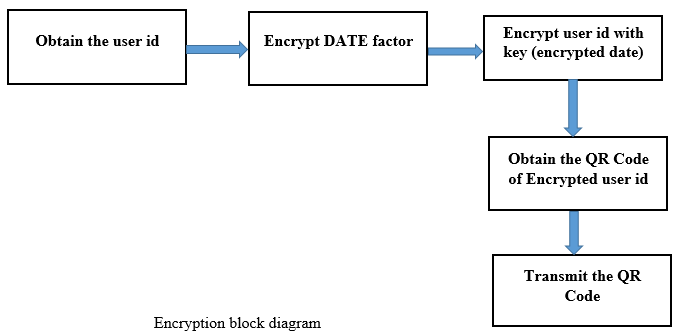 Obtain the user id
Encrypt DATE factor
Encrypt user id with
key (encrypted date)
Obtain the QR Code
of Encrypted user id
Transmit the QR
Code
Encryption block diagram